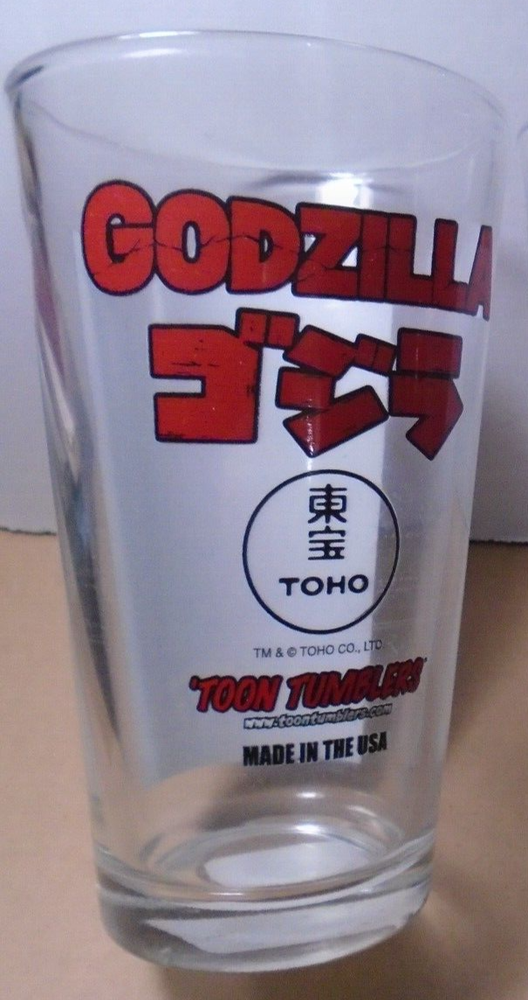 GODZILLA
ゴジラ
東
宝
TOHO
TM & © TOHO CO., LTD
'TOON TUMBLERS
www.toontumblers.com
MADE IN THE USA